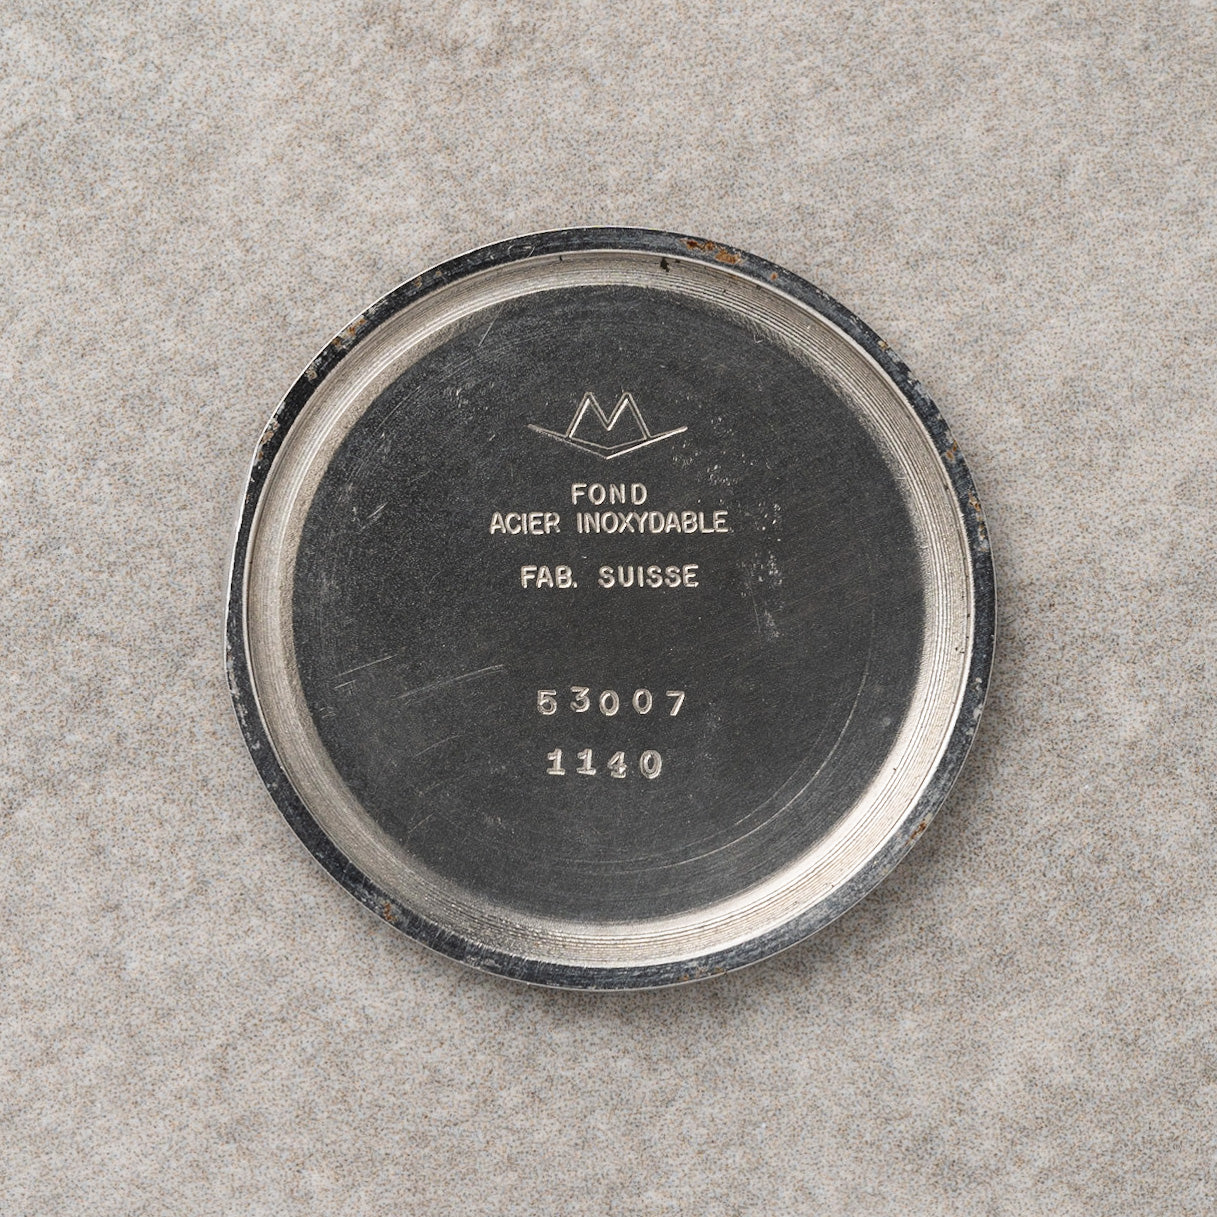 M
FOND
ACIER INOXYDABLE
FAB. SUISSE
53007
1140